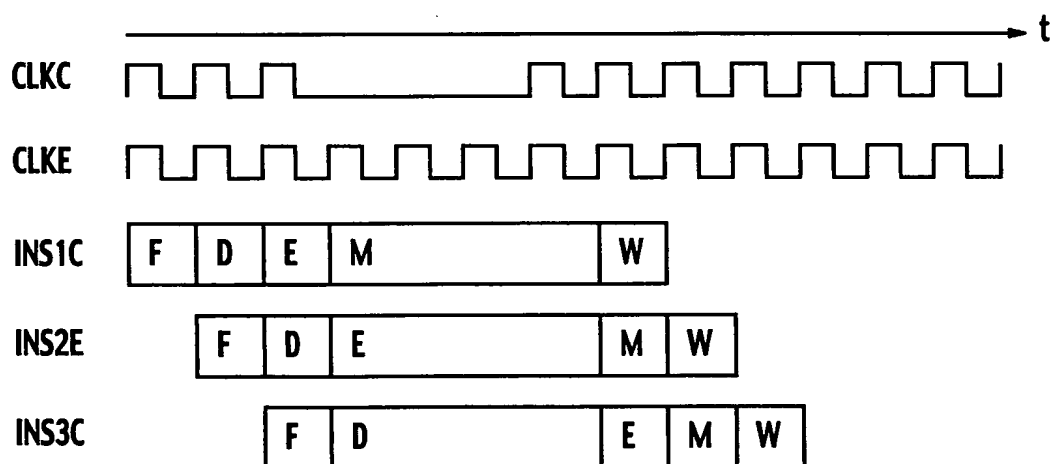 t
CLKC
CLKE
INS1C F D E M W
INS2E F D E M W
INS3C F D E M W